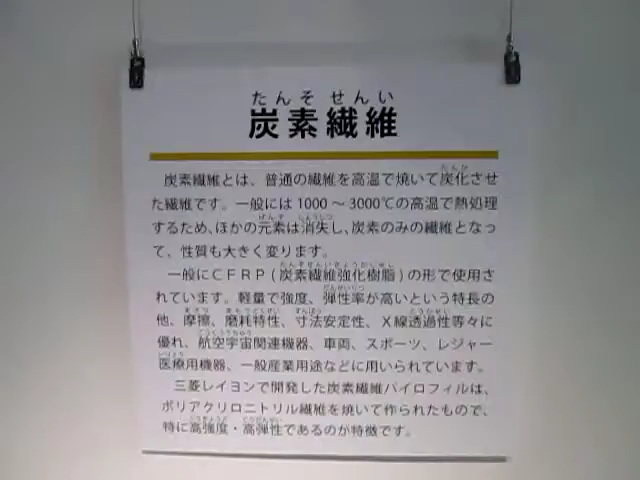 たんそせんい
炭素繊維
炭素繊維とは、普通の繊維を高温で焼いて炭化させ
た繊維です。一般には1000～3000℃の高温で熱処理
するため、ほかの元素は消失し、炭素のみの繊維となっ
て、性質も大きく変ります。
一般にCFRP(炭素繊維強化樹脂)の形で使用さ
れています。軽量で強度、弾性率が高いという特長の
他、摩擦、磨耗特性、寸法安定性、X線透過性等々に
優れ、航空宇宙関連機器、車両、スポーツ、レジャー
医療用機器、一般産業用途などに用いられています。
三菱レイヨンで開発した炭素繊維パイロフィルは、
ポリアクリロニトリル繊維を焼いて作られたもので、
特に高強度・高弾性であるのが特徴です。